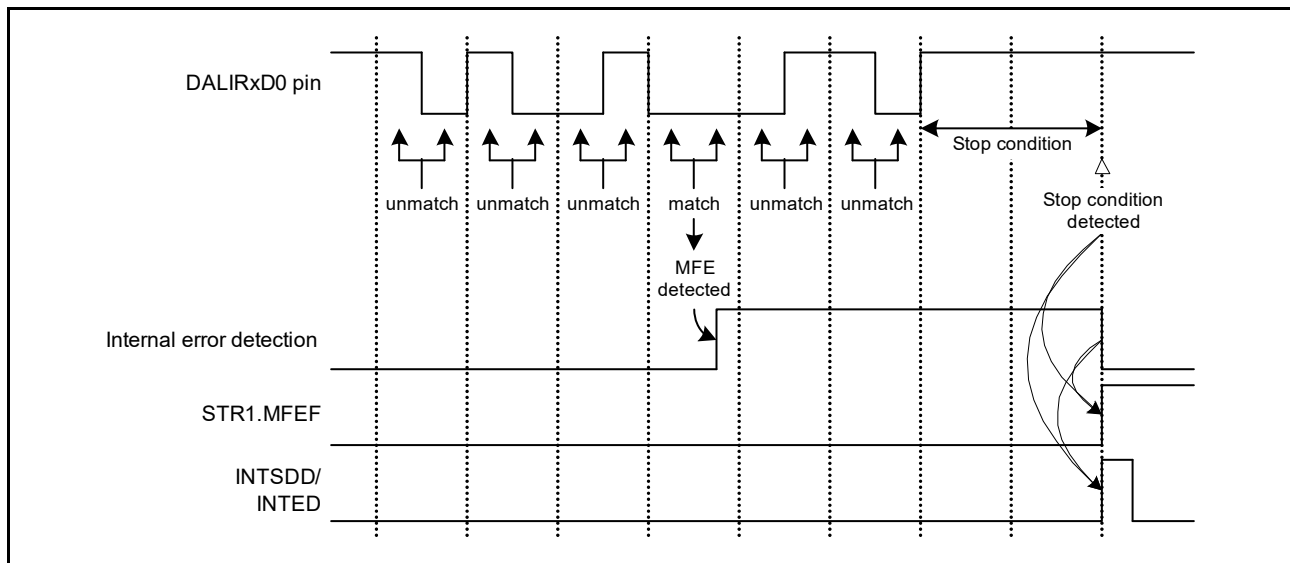 DALIRxD0 pin
Stop condition
unmatch unmatch unmatch match unmatch unmatch
Stop condition
detected
MFE
detected
Internal error detection
STR1.MFEF
INTSDD/
INTED